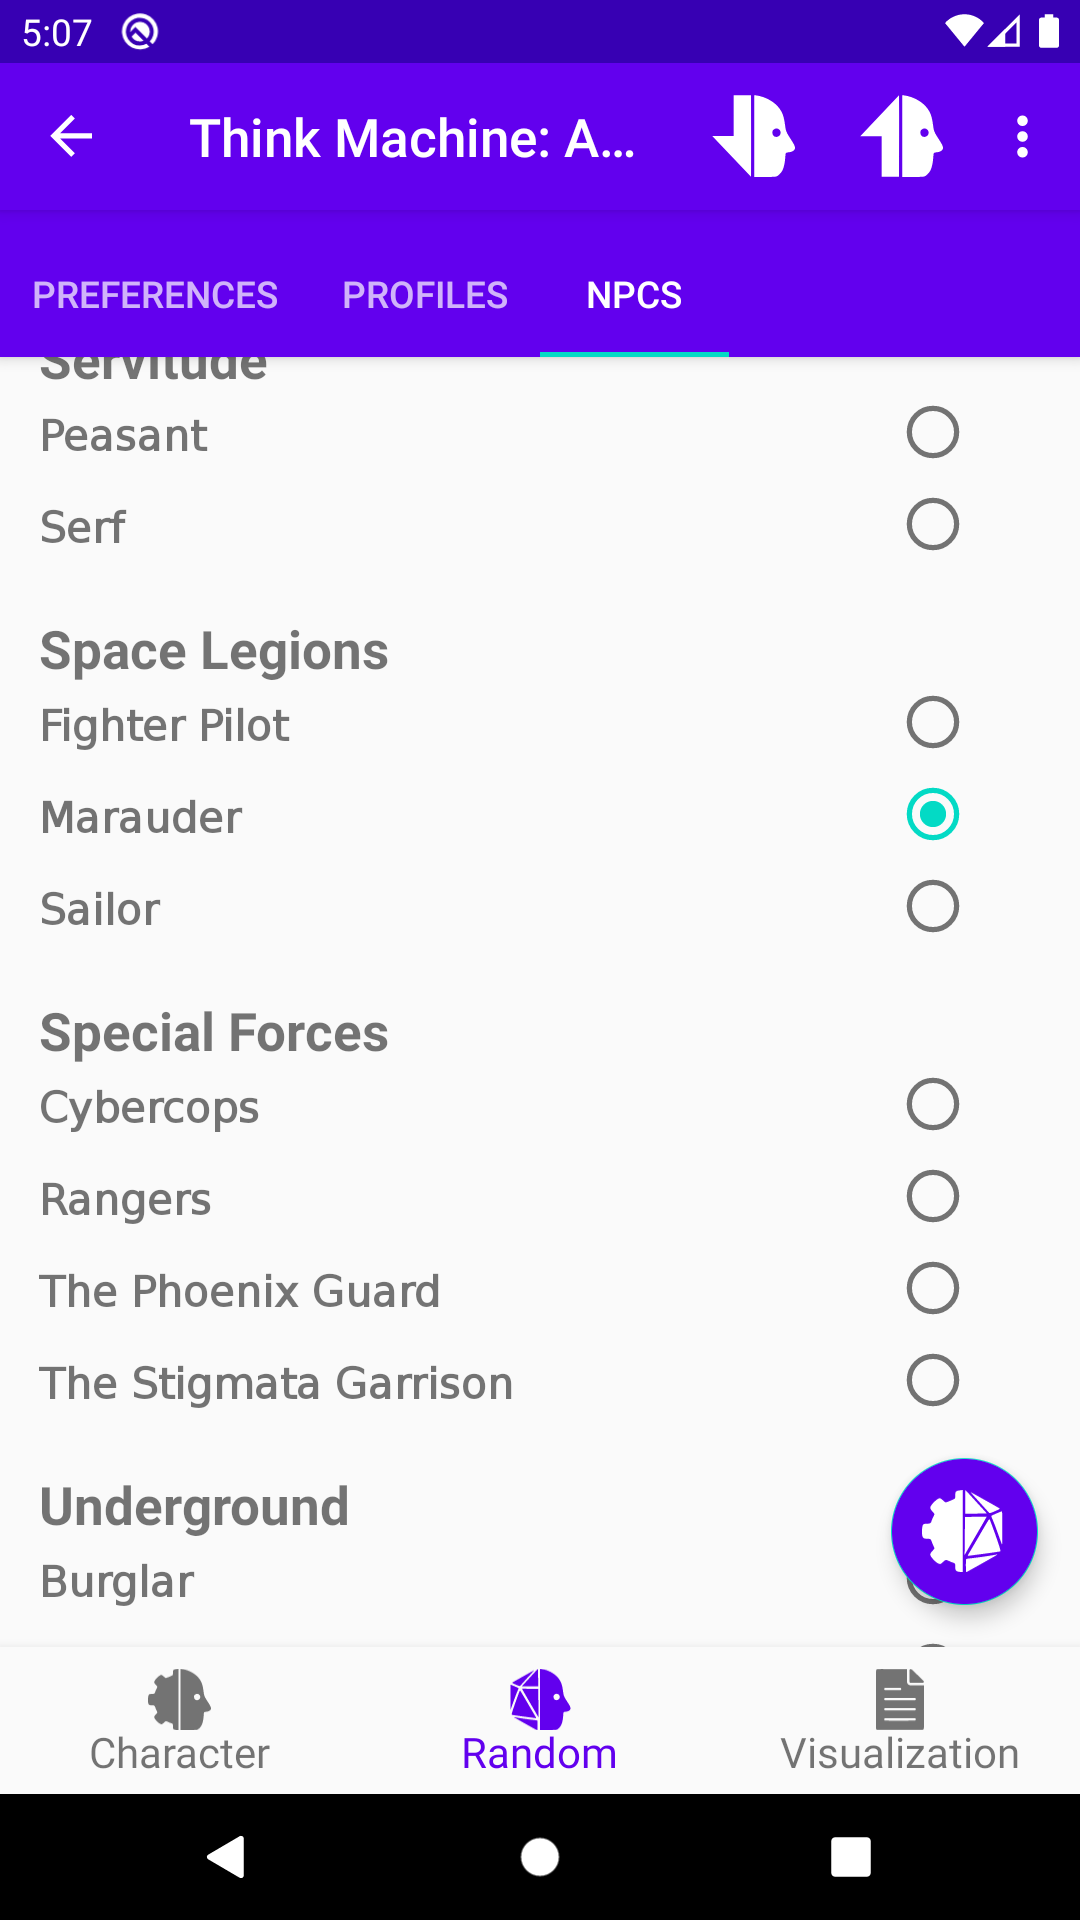 5:07
Think Machine: A...
PREFERENCES PROFILES NPCS
Servitude
Peasant
Serf
Space Legions
Fighter Pilot
Marauder
Sailor
Special Forces
Cybercops
Rangers
The Phoenix Guard
The Stigmata Garrison
Underground
Burglar
Character Random Visualization